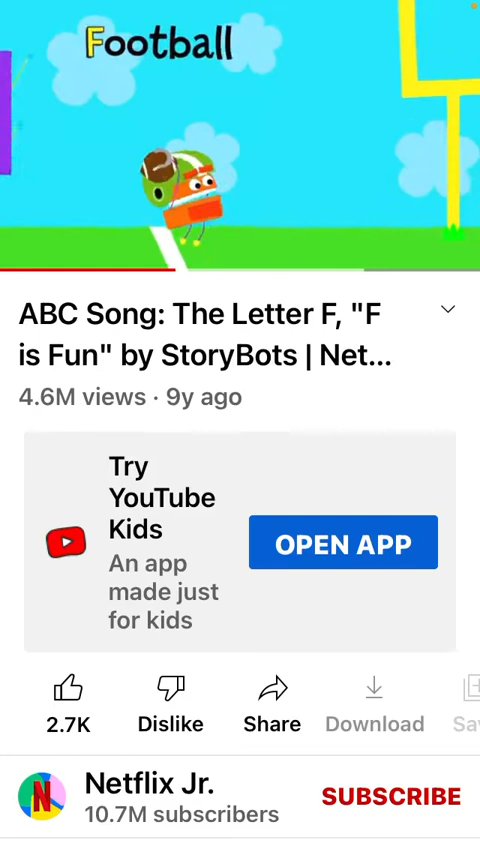 Football
ABC Song: The Letter F, "F
is Fun" by StoryBots | Net...
4.6M views · 9y ago
Try
YouTube
Kids
An app
made just
for kids
OPEN APP
2.7K
Dislike
Share
Download
Sa
N
Netflix Jr.
10.7M subscribers
SUBSCRIBE